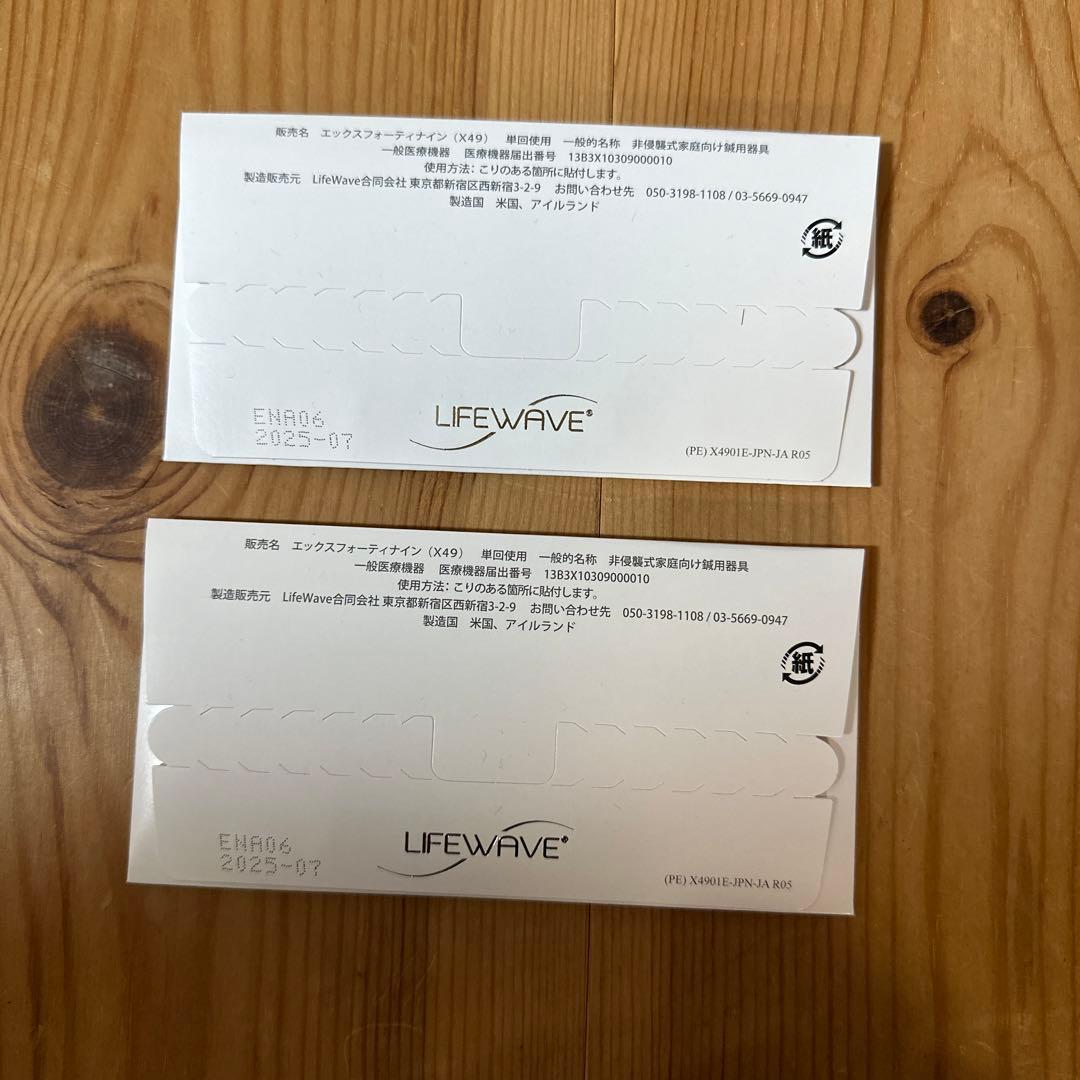 販売名 エックスフォーティナイン（X49） 単回使用 一般的名称 非侵襲式家庭向け鍼用器具
一般医療機器 医療機器届出番号 13B3X10309000010
使用方法：こりのある箇所に貼付します。
製造販売元 LifeWave合同会社 東京都新宿区西新宿3-2-9 お問い合わせ先 050-3198-1108 / 03-5669-0947
製造国 米国、アイルランド
紙
ENA06
2025-07
LIFEWAVE®
(PE) X4901E-JPN-JA R05
販売名 エックスフォーティナイン（X49） 単回使用 一般的名称 非侵襲式家庭向け鍼用器具
一般医療機器 医療機器届出番号 13B3X10309000010
使用方法：こりのある箇所に貼付します。
製造販売元 LifeWave合同会社 東京都新宿区西新宿3-2-9 お問い合わせ先 050-3198-1108 / 03-5669-0947
製造国 米国、アイルランド
紙
ENA06
2025-07
LIFEWAVE®
(PE) X4901E-JPN-JA R05